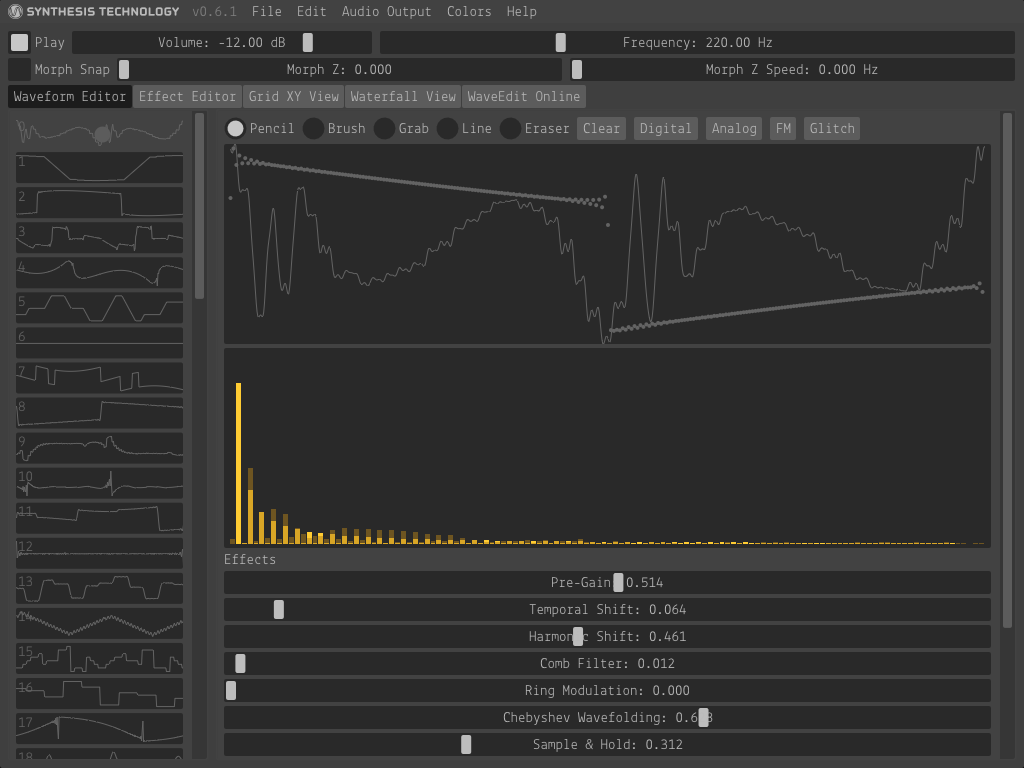 SYNTHESIS TECHNOLOGY v0.6.1 File Edit Audio Output Colors Help
Play Volume: -12.00 dB Frequency: 220.00 Hz
Morph Snap Morph Z: 0.000 Morph Z Speed: 0.000 Hz
Waveform Editor Effect Editor Grid XY View Waterfall View WaveEdit Online
Pencil Brush Grab Line Eraser Clear Digital Analog FM Glitch
1
2
3
4
5
6
7
8
9
10
11
12
13
14
15
16
17
18
Effects
Pre-Gain: 0.514
Temporal Shift: 0.064
Harmonic Shift: 0.461
Comb Filter: 0.012
Ring Modulation: 0.000
Chebyshev Wavefolding:
Sample & Hold: 0.312